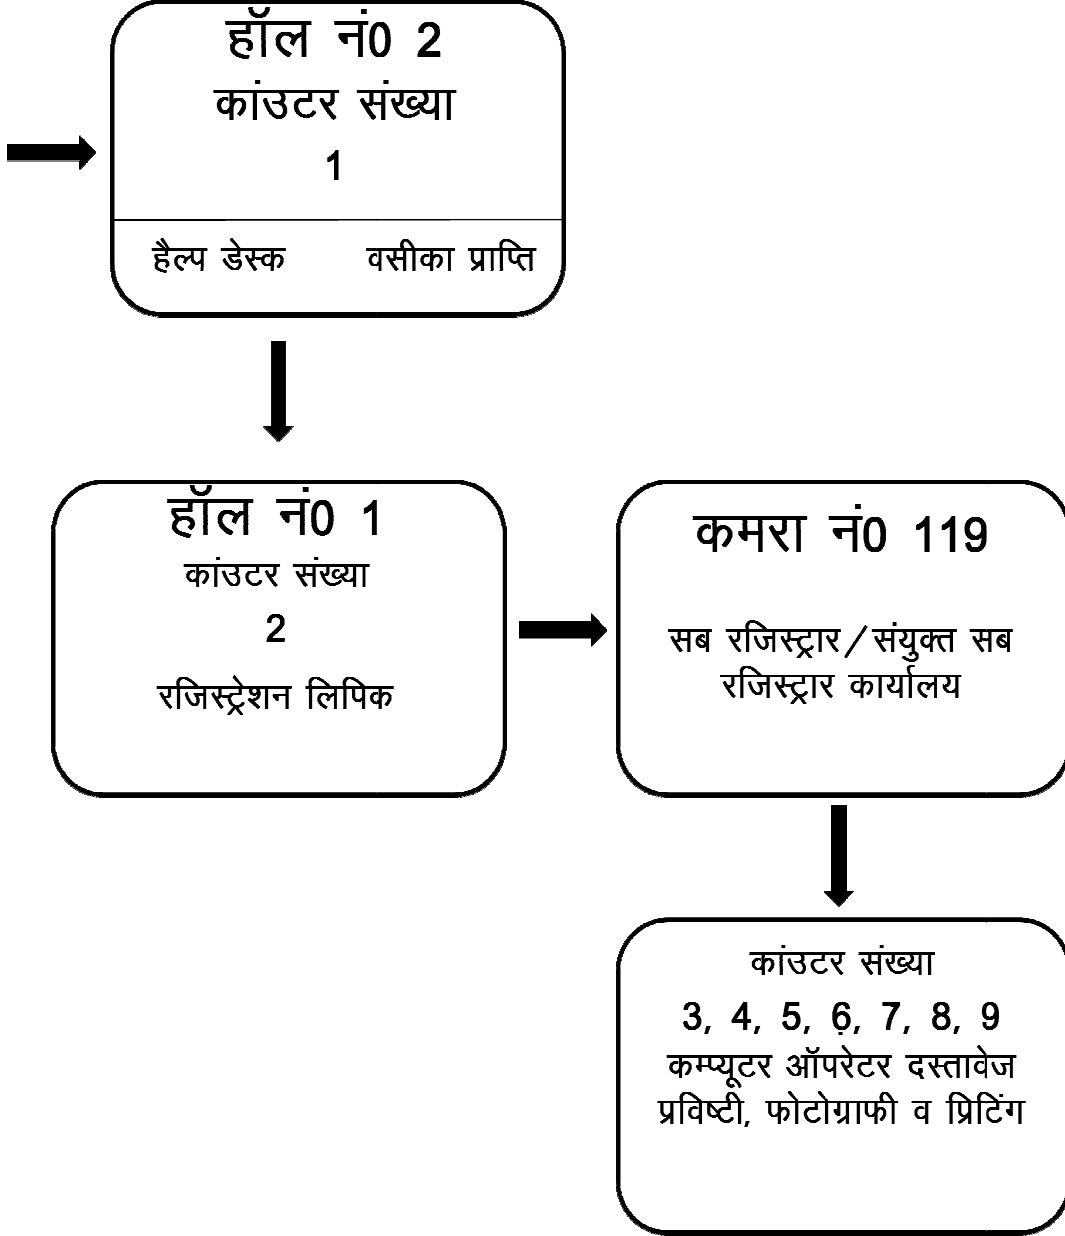 हॉल नं0 2
कांउटर संख्या
1
हैल्प डेस्क वसीका प्राप्ति
हॉल नं0 1
कांउटर संख्या
2
रजिस्ट्रेशन लिपिक
कमरा नं0 119
सब रजिस्ट्रार/संयुक्त सब
रजिस्ट्रार कार्यालय
कांउटर संख्या
3, 4, 5, 6़, 7, 8, 9
कम्प्यूटर ऑपरेटर दस्तावेज
प्रविष्टी, फोटोग्राफी व प्रिटिंग